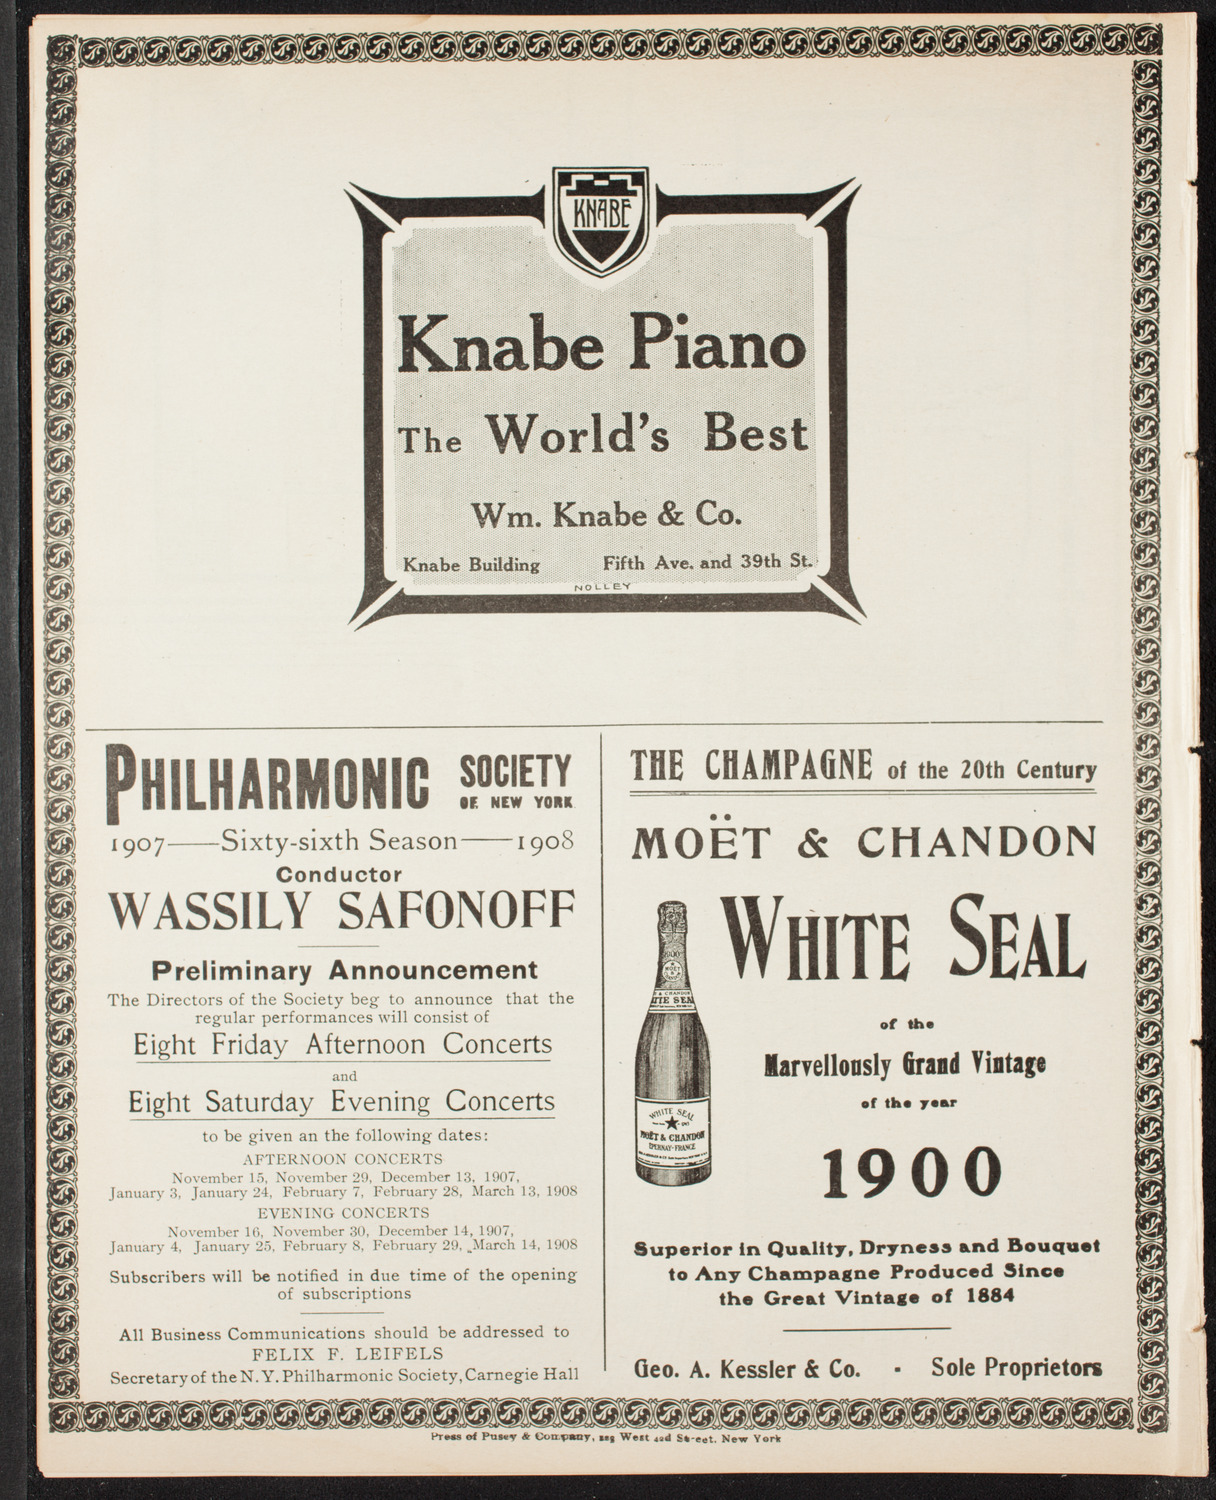 KNABE
Knabe Piano
The World's Best
Wm. Knabe & Co.
Knabe Building Fifth Ave. and 39th St.
NOLLEY
PHILHARMONIC SOCIETY
OF NEW YORK
1907——Sixty-sixth Season——1908
Conductor
WASSILY SAFONOFF
Preliminary Announcement
The Directors of the Society beg to announce that the
regular performances will consist of
Eight Friday Afternoon Concerts
and
Eight Saturday Evening Concerts
to be given an the following dates:
AFTERNOON CONCERTS
November 15, November 29, December 13, 1907,
January 3, January 24, February 7, February 28, March 13, 1908
EVENING CONCERTS
November 16, November 30, December 14, 1907,
January 4, January 25, February 8, February 29, March 14, 1908
Subscribers will be notified in due time of the opening
of subscriptions
All Business Communications should be addressed to
FELIX F. LEIFELS
Secretary of the N. Y. Philharmonic Society, Carnegie Hall
THE CHAMPAGNE of the 20th Century
MOËT & CHANDON
WHITE SEAL
of the
Marvellously Grand Vintage
of the year
1900
WHITE SEAL
MOËT & CHANDON
EPERNAY-FRANCE
Superior in Quality, Dryness and Bouquet
to Any Champagne Produced Since
the Great Vintage of 1884
Geo. A. Kessler & Co. - Sole Proprietors
Press of Pusey & Company, West Street, New York